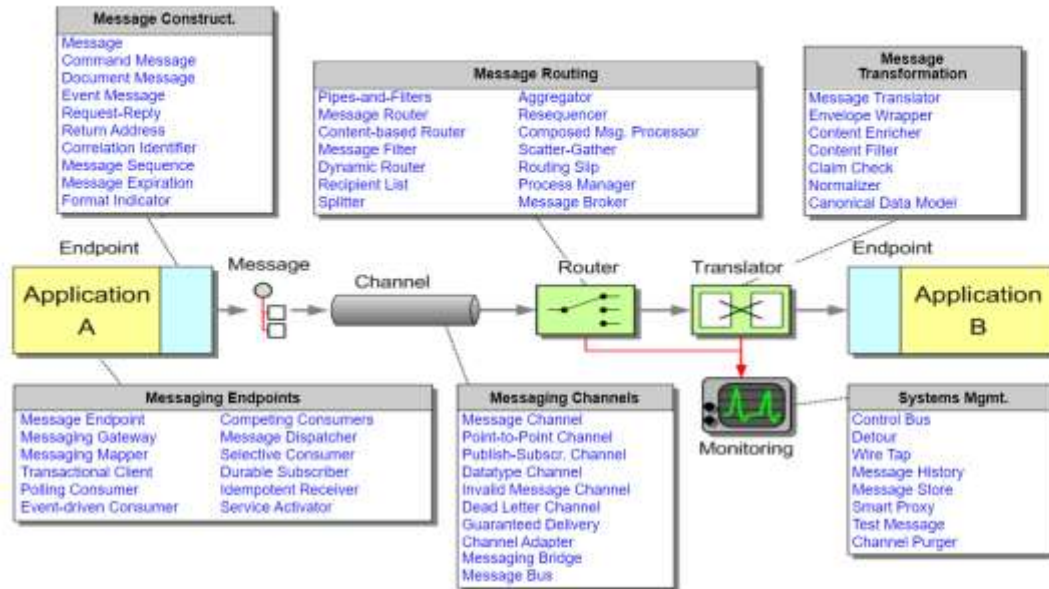 Message Construct.
Message
Command Message
Document Message
Event Message
Request-Reply
Return Address
Correlation Identifier
Message Sequence
Message Expiration
Format Indicator
Message Routing
Pipes-and-Filters
Message Router
Content-based Router
Message Filter
Dynamic Router
Recipient List
Splitter
Aggregator
Resequencer
Composed Msg. Processor
Scatter-Gather
Routing Slip
Process Manager
Message Broker
Message
Transformation
Message Translator
Envelope Wrapper
Content Enricher
Content Filter
Claim Check
Normalizer
Canonical Data Model
Endpoint
Application
A
Message
Channel
Router
Translator
Endpoint
Application
B
Messaging Endpoints
Message Endpoint
Messaging Gateway
Messaging Mapper
Transactional Client
Polling Consumer
Event-driven Consumer
Competing Consumers
Message Dispatcher
Selective Consumer
Durable Subscriber
Idempotent Receiver
Service Activator
Messaging Channels
Message Channel
Point-to-Point Channel
Publish-Subscr. Channel
Datatype Channel
Invalid Message Channel
Dead Letter Channel
Guaranteed Delivery
Channel Adapter
Messaging Bridge
Message Bus
Monitoring
Systems Mgmt.
Control Bus
Detour
Wire Tap
Message History
Message Store
Smart Proxy
Test Message
Channel Purger